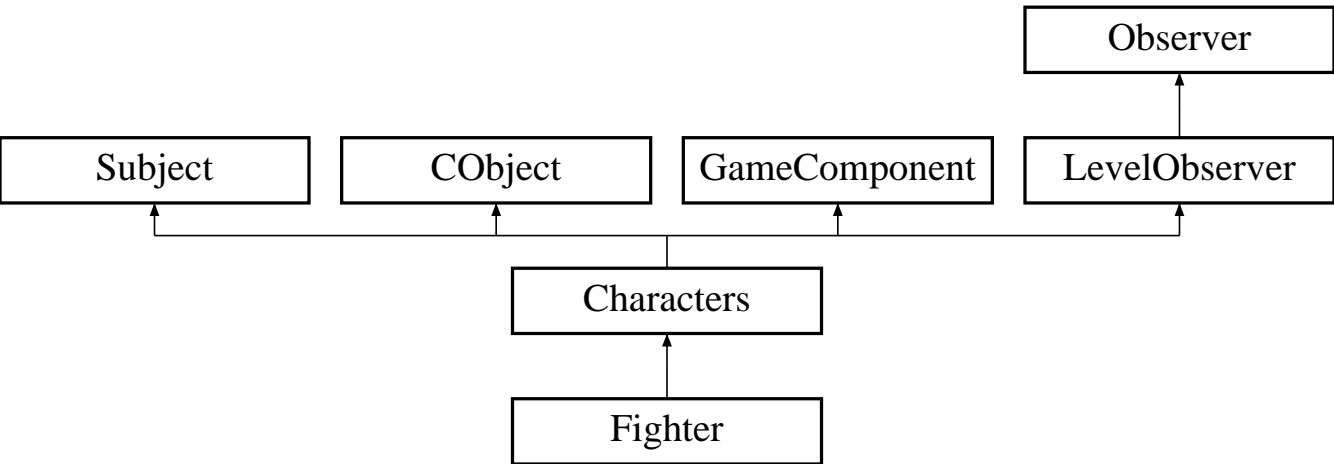 Observer
Subject
CObject
GameComponent
LevelObserver
Characters
Fighter